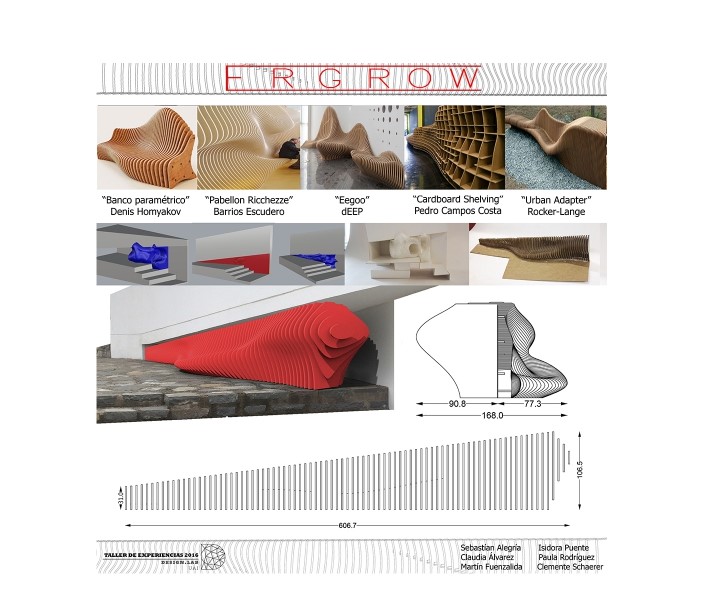 ERGROW
"Banco paramétrico"
Denis Homyakov
"Pabellon Ricchezze"
Barrios Escudero
"Eegoo"
dEEP
"Cardboard Shelving"
Pedro Campos Costa
"Urban Adapter"
Rocker-Lange
90.8
77.3
168.0
31.0
106.5
606.7
TALLER DE EXPERIENCIAS 2016
DESIGN.LAB
UAI
Sebastían Alegría
Claudia Álvarez
Martín Fuenzalida
Isidora Puente
Paula Rodríguez
Clemente Schaerer